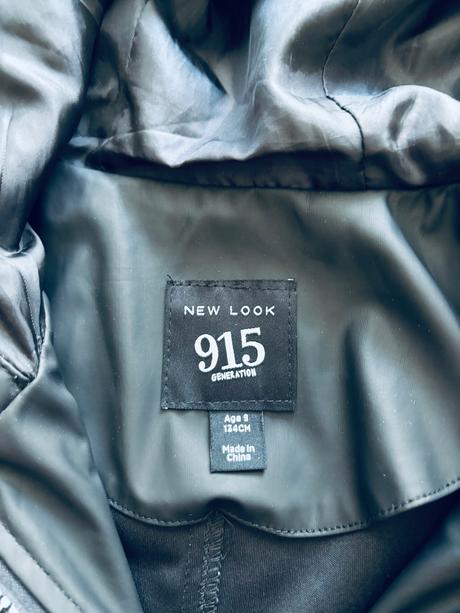 NEW LOOK
915
GENERATION
Age 9
134CM
Made in
China